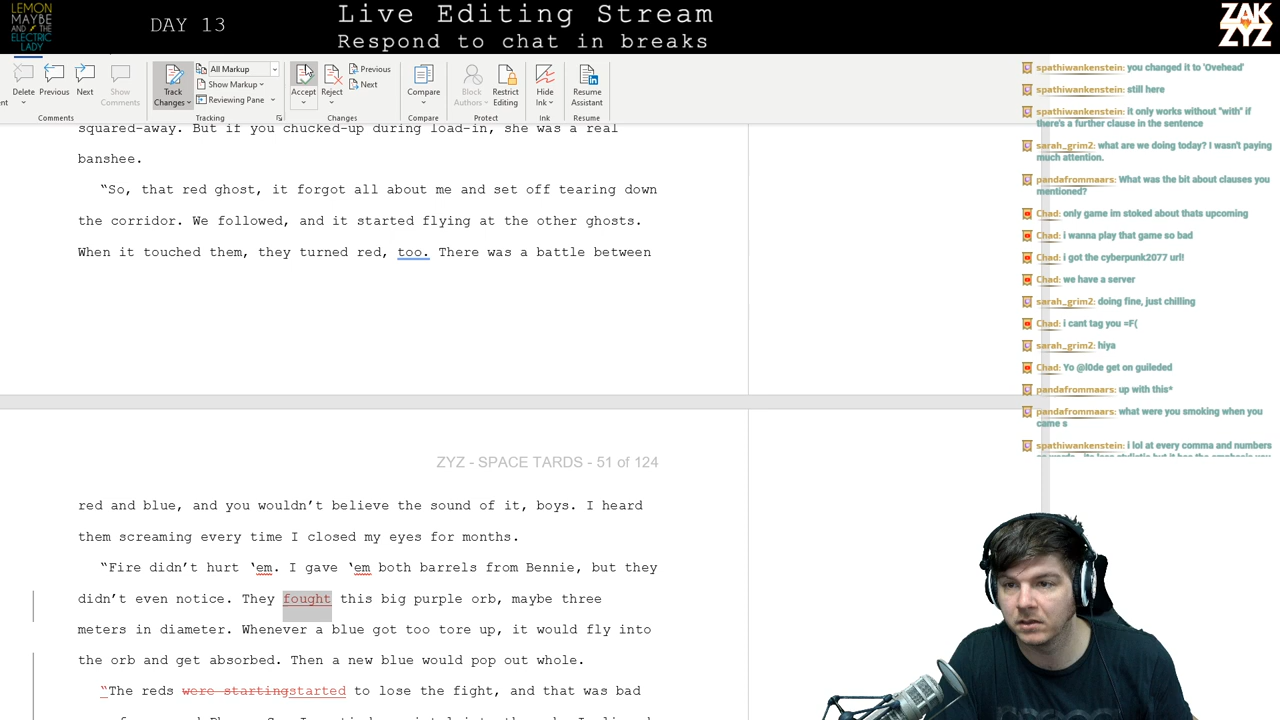 LEMON
MAYBE
AND THE
ELECTRIC
LADY
DAY 13
Live Editing Stream
Respond to chat in breaks
ZAK
ZYZ
Delete
Previous
Next
Show
Comments
Comments
Track
Changes
All Markup
Show Markup
Reviewing Pane
Tracking
Accept
Reject
Previous
Next
Changes
Compare
Compare
Block
Authors
Restrict
Editing
Protect
Hide
Ink
Ink
Resume
Assistant
Resume
squared-away. But if you chucked-up during load-in, she was a real
banshee.
“So, that red ghost, it forgot all about me and set off tearing down
the corridor. We followed, and it started flying at the other ghosts.
When it touched them, they turned red, too. There was a battle between
ZYZ - SPACE TARDS - 51 of 124
red and blue, and you wouldn’t believe the sound of it, boys. I heard
them screaming every time I closed my eyes for months.
“Fire didn’t hurt ‘em. I gave ‘em both barrels from Bennie, but they
didn’t even notice. They fought this big purple orb, maybe three
meters in diameter. Whenever a blue got too tore up, it would fly into
the orb and get absorbed. Then a new blue would pop out whole.
“The reds were startingstarted to lose the fight, and that was bad
spathiwankenstein: you changed it to 'Ovehead'
spathiwankenstein: still here
spathiwankenstein: it only works without "with" if
there's a further clause in the sentence
sarah_grim2: what are we doing today? I wasn't paying
much attention.
pandafrommaars: What was the bit about clauses you
mentioned?
Chad: only game im stoked about thats upcoming
Chad: i wanna play that game so bad
Chad: i got the cyberpunk2077 url!
Chad: we have a server
sarah_grim2: doing fine, just chilling
Chad: i cant tag you =F(
sarah_grim2: hiya
Chad: Yo @l0de get on guileded
pandafrommaars: up with this*
pandafrommaars: what were you smoking when you
came s
spathiwankenstein: i lol at every comma and numbers